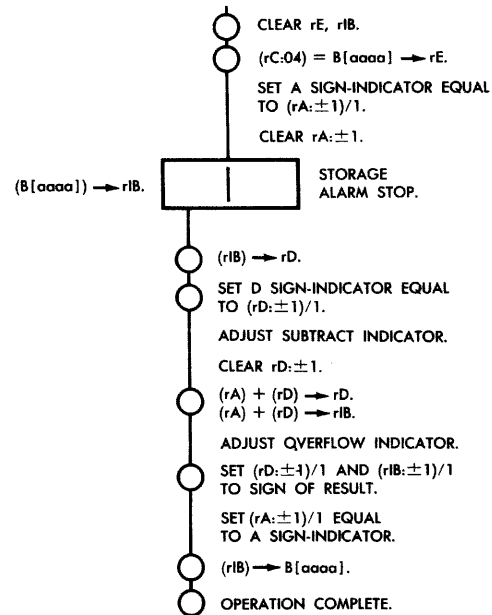 CLEAR rE, rIB.
(rC:04) = B[aaaa] → rE.
SET A SIGN-INDICATOR EQUAL
TO (rA:±1)/1.
CLEAR rA:±1.
(B[aaaa]) → rIB.
STORAGE
ALARM STOP.
(rIB) → rD.
SET D SIGN-INDICATOR EQUAL
TO (rD:±1)/1.
ADJUST SUBTRACT INDICATOR.
CLEAR rD:±1.
(rA) + (rD) → rD.
(rA) + (rD) → rIB.
ADJUST OVERFLOW INDICATOR.
SET (rD:±1)/1 AND (rIB:±1)/1
TO SIGN OF RESULT.
SET (rA:±1)/1 EQUAL
TO A SIGN-INDICATOR.
(rIB) → B[aaaa].
OPERATION COMPLETE.